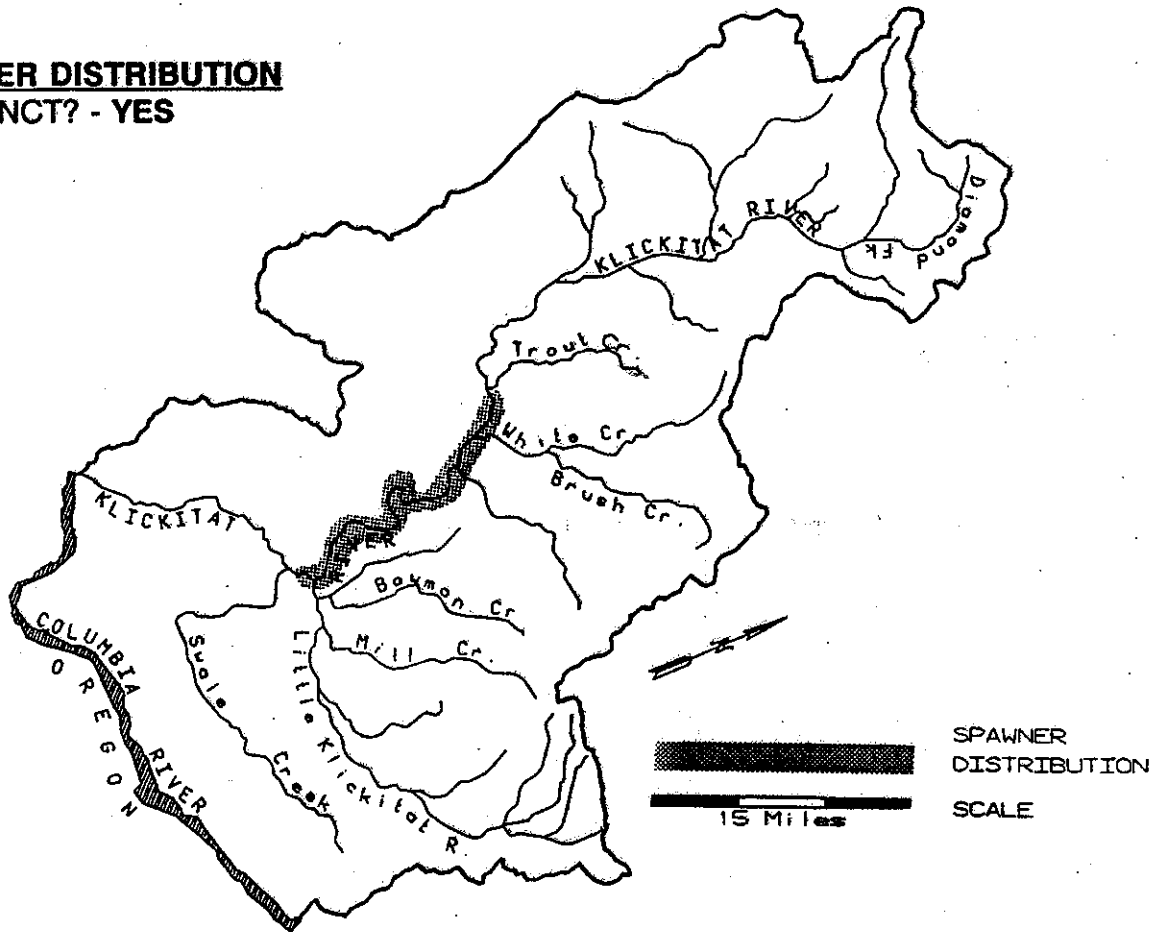 ER DISTRIBUTION
NCT? - YES
KLICKITAT RIVER
Diamond
Fk
Trout Cr.
White Cr.
Brush Cr.
KLICKITAT
Bowman Cr
Mill Cr.
Little Klickitat R.
Swale Creek
COLUMBIA RIVER
OREGON
N
SPAWNER
DISTRIBUTION
SCALE
15 Miles